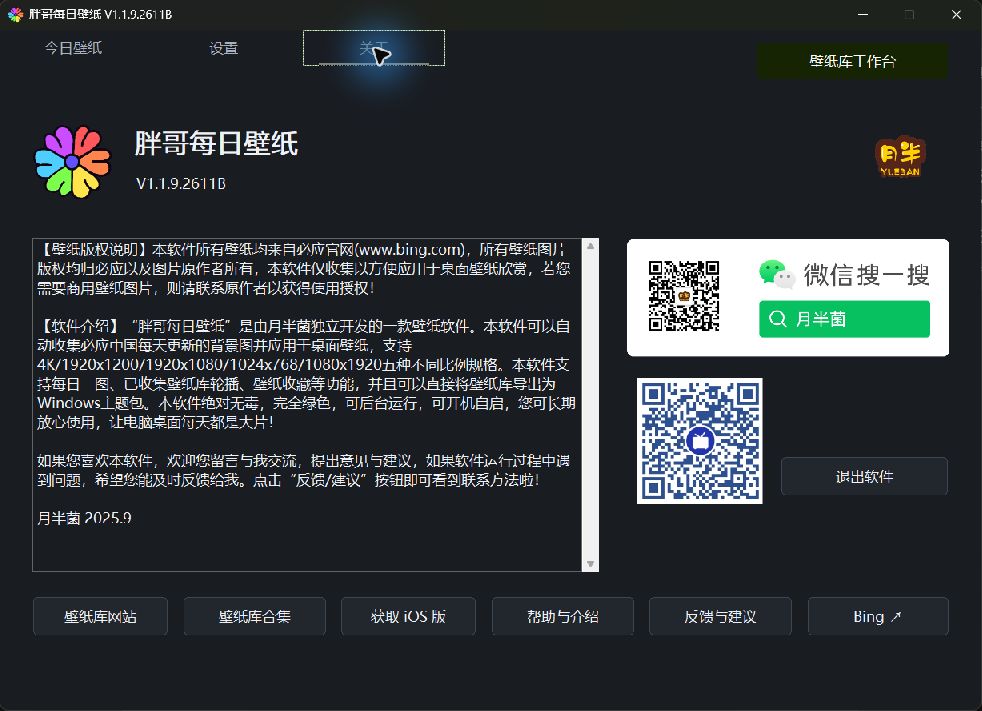 胖哥每日壁纸 V1.1.9.2611B
今日壁纸
设置
关于
壁纸库工作台
胖哥每日壁纸
V1.1.9.2611B
月半
YUEBAN
【壁纸版权说明】本软件所有壁纸均来自必应官网(www.bing.com)，所有壁纸图片
版权均归必应以及图片原作者所有，本软件仅收集以方便应用于桌面壁纸欣赏，若您
需要商用壁纸图片，则请联系原作者以获得使用授权！
【软件介绍】“胖哥每日壁纸”是由月半菌独立开发的一款壁纸软件。本软件可以自
动收集必应中国每天更新的背景图并应用于桌面壁纸，支持
4K/1920x1200/1920x1080/1024x768/1080x1920五种不同比例规格。本软件支
持每日一图、已收集壁纸库轮播、壁纸收藏等功能，并且可以直接将壁纸库导出为
Windows主题包。本软件绝对无毒，完全绿色，可后台运行，可开机自启，您可长期
放心使用，让电脑桌面每天都是大片！
如果您喜欢本软件，欢迎您留言与我交流，提出意见与建议，如果软件运行过程中遇
到问题，希望您能及时反馈给我。点击“反馈/建议”按钮即可看到联系方法啦！
月半菌 2025.9
微信搜一搜
月半菌
退出软件
壁纸库网站
壁纸库合集
获取 iOS 版
帮助与介绍
反馈与建议
Bing ↗